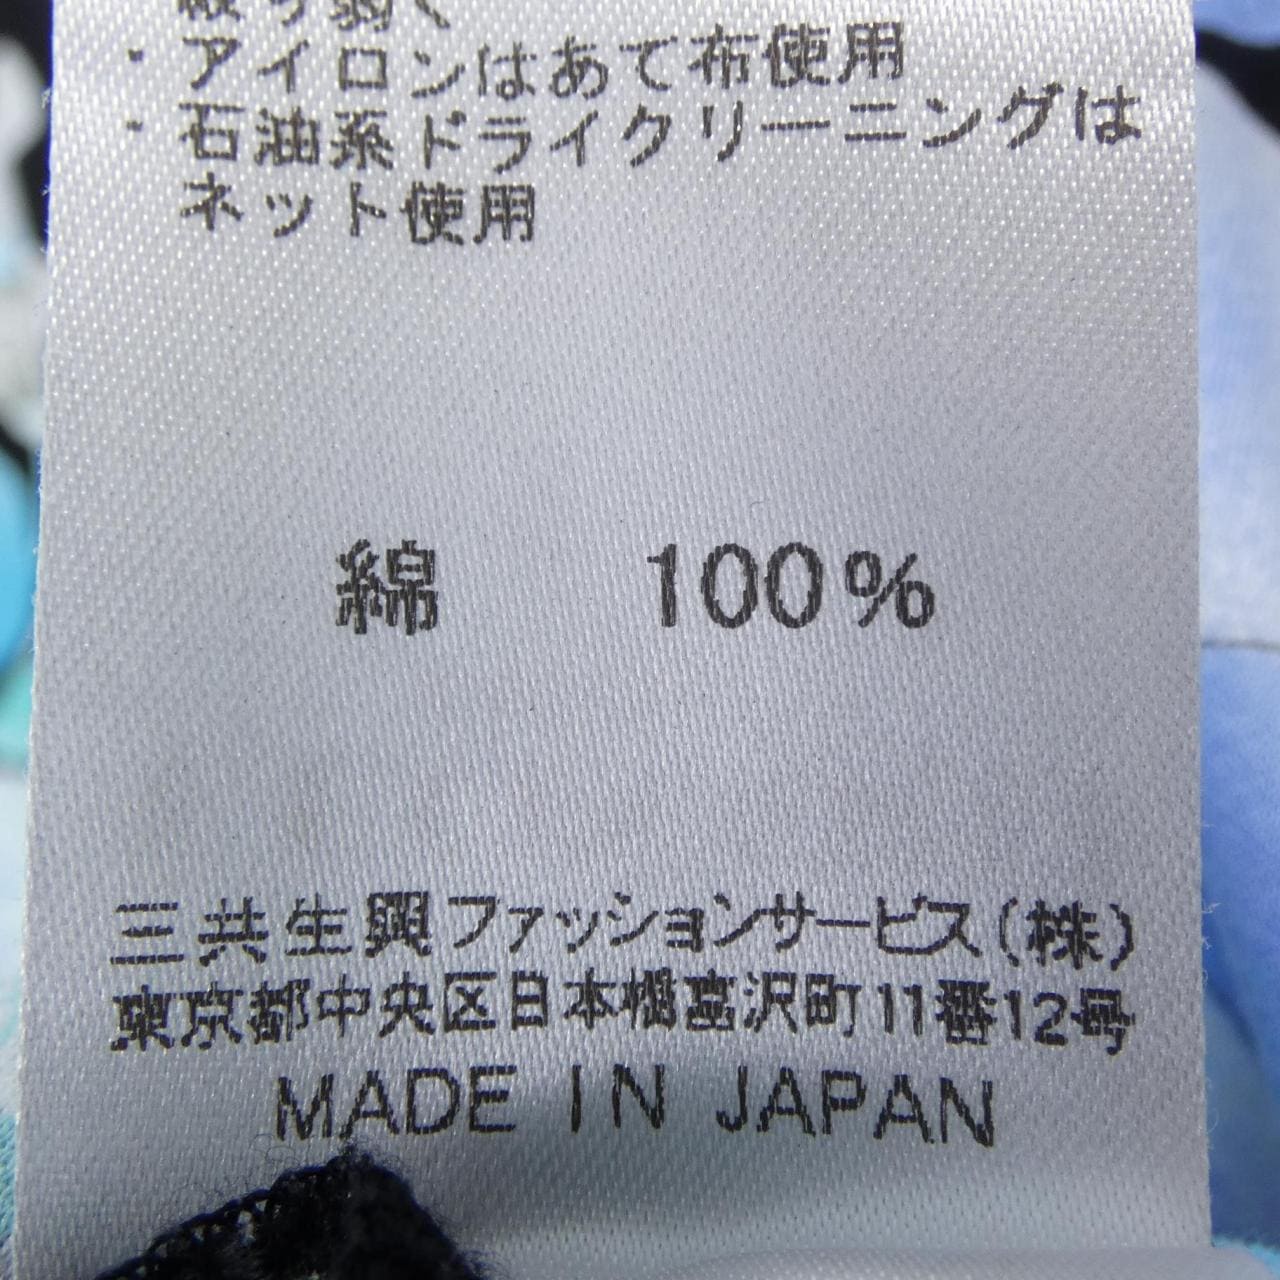 ・アイロンはあて布使用
・石油系ドライクリーニングは
ネット使用
綿 100%
三共生興ファッションサービス(株)
東京都中央区日本橋富沢町11番12号
MADE IN JAPAN